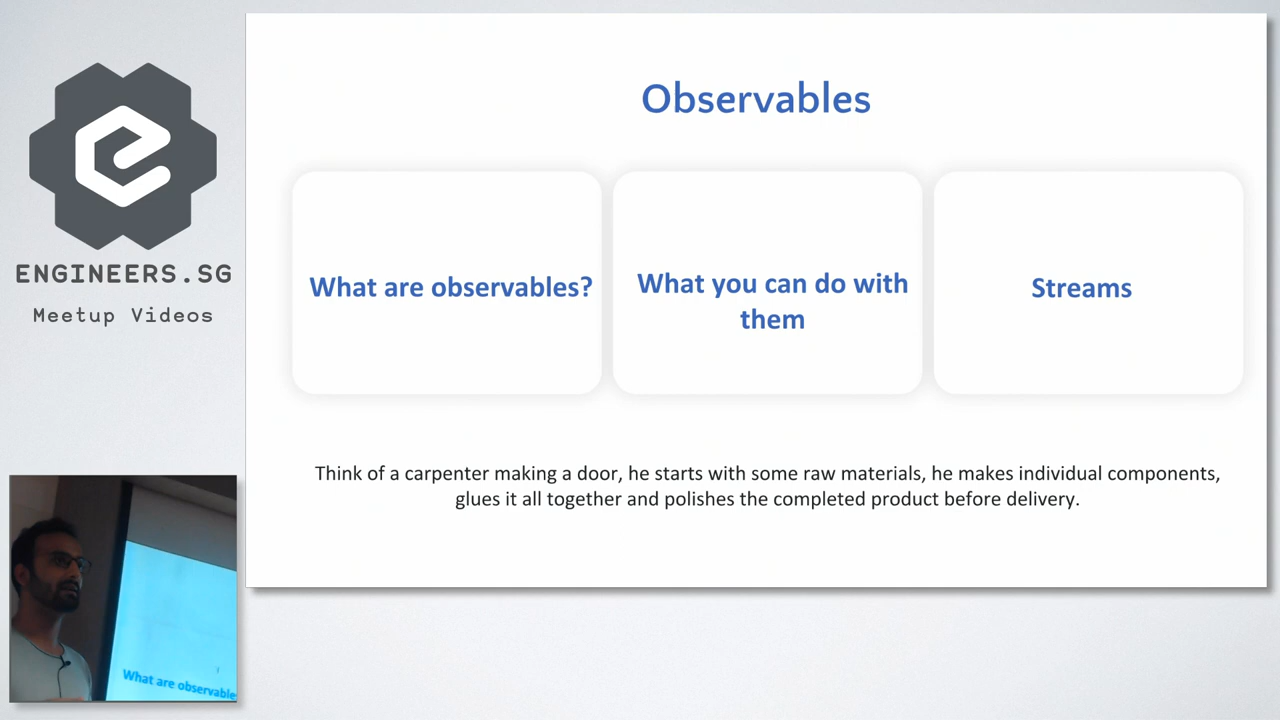 ENGINEERS.SG
Meetup Videos
Observables
What are observables?
What you can do with
them
Streams
Think of a carpenter making a door, he starts with some raw materials, he makes individual components,
glues it all together and polishes the completed product before delivery.
What are observable